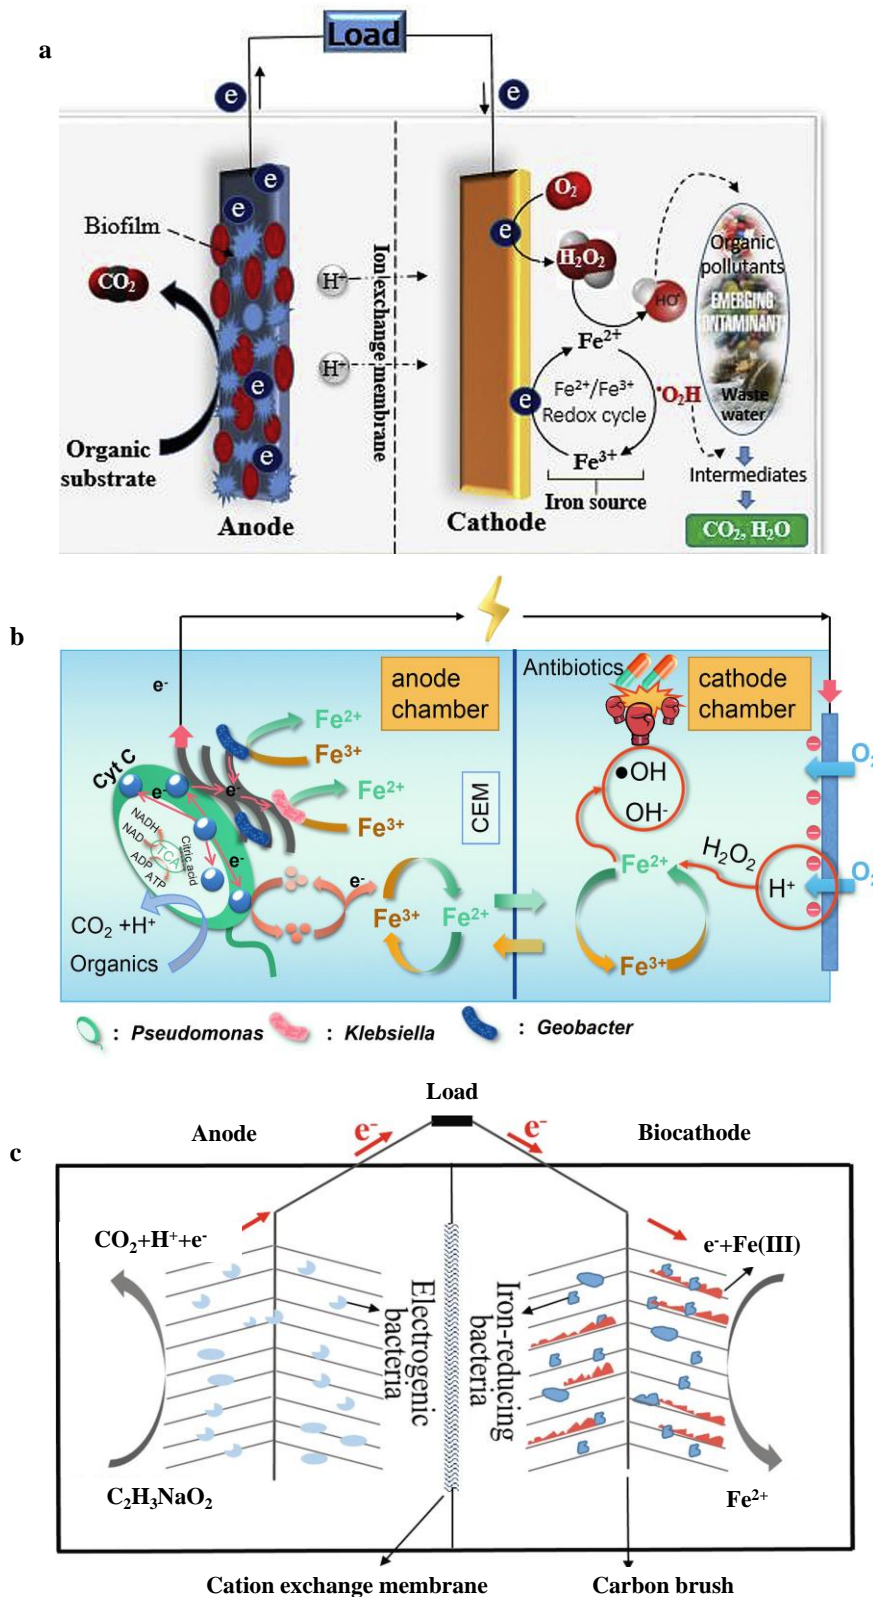 a
Load
e
e
e
e
Biofilm
CO₂
H⁺
H⁺
Ion exchange membrane
O₂
e
H₂O₂
HO•
Organic
pollutants
EMERGING
ONTAMINANT
Waste
water
Fe²⁺
Fe²⁺/Fe³⁺
Redox cycle
e
•O₂H
Fe³⁺
Iron source
e
e
Organic
substrate
Anode
Cathode
Intermediates
CO₂, H₂O
b
e⁻
anode
chamber
Antibiotics
cathode
chamber
Fe²⁺
Fe³⁺
Cyt C
e⁻
e⁻
Fe²⁺
Fe³⁺
NADH
NAD
TCA
ADP
ATP
Citric acid
e⁻
e⁻
CEM
•OH
OH⁻
O₂
H₂O₂
Fe²⁺
H⁺
O₂
CO₂ +H⁺
Organics
Fe³⁺
Fe²⁺
Fe³⁺
: Pseudomonas
: Klebsiella
: Geobacter
Load
Anode
e⁻
e⁻
Biocathode
c
CO₂+H⁺+e⁻
e⁻+Fe(III)
Electrogenic
bacteria
Iron-reducing
bacteria
C₂H₃NaO₂
Fe²⁺
Cation exchange membrane
Carbon brush